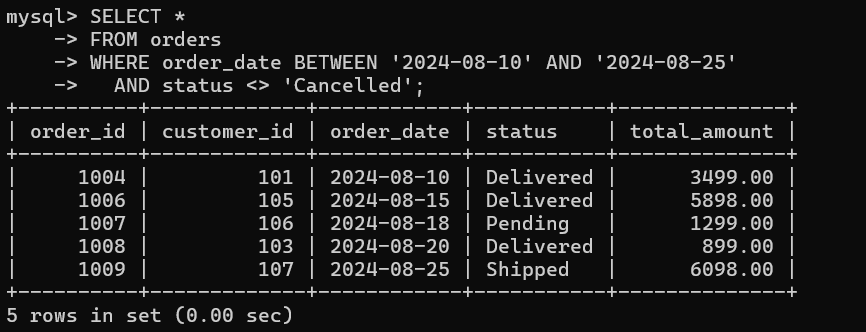 mysql> SELECT *
    -> FROM orders
    -> WHERE order_date BETWEEN '2024-08-10' AND '2024-08-25'
    ->   AND status <> 'Cancelled';
+----------+-------------+------------+-----------+--------------+
| order_id | customer_id | order_date | status    | total_amount |
+----------+-------------+------------+-----------+--------------+
|     1004 |         101 | 2024-08-10 | Delivered |      3499.00 |
|     1006 |         105 | 2024-08-15 | Delivered |      5898.00 |
|     1007 |         106 | 2024-08-18 | Pending   |      1299.00 |
|     1008 |         103 | 2024-08-20 | Delivered |       899.00 |
|     1009 |         107 | 2024-08-25 | Shipped   |      6098.00 |
+----------+-------------+------------+-----------+--------------+
5 rows in set (0.00 sec)